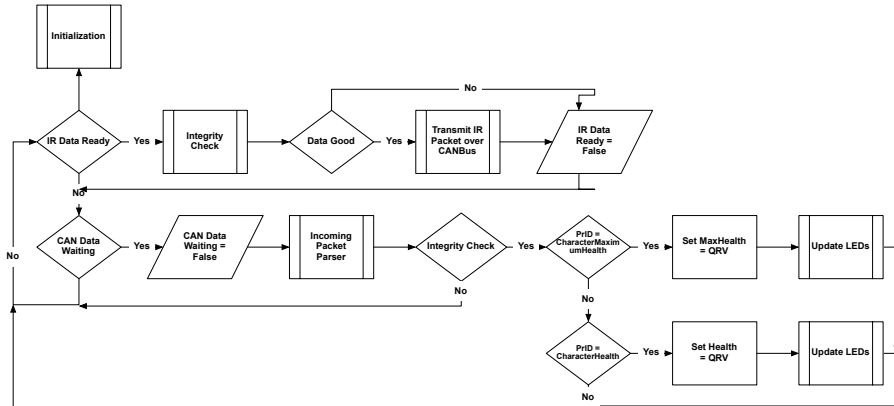 Initialization
No
IR Data Ready
Yes
Integrity
Check
Data Good
Yes
Transmit IR
Packet over
CANBus
IR Data
Ready =
False
No
CAN Data
Waiting
Yes
CAN Data
Waiting =
False
Incoming
Packet
Parser
Integrity Check
Yes
PrID =
CharacterMaxim
umHealth
Yes
Set MaxHealth
= QRV
Update LEDs
No
No
No
PrID =
CharacterHealth
Yes
Set Health
= QRV
Update LEDs
No